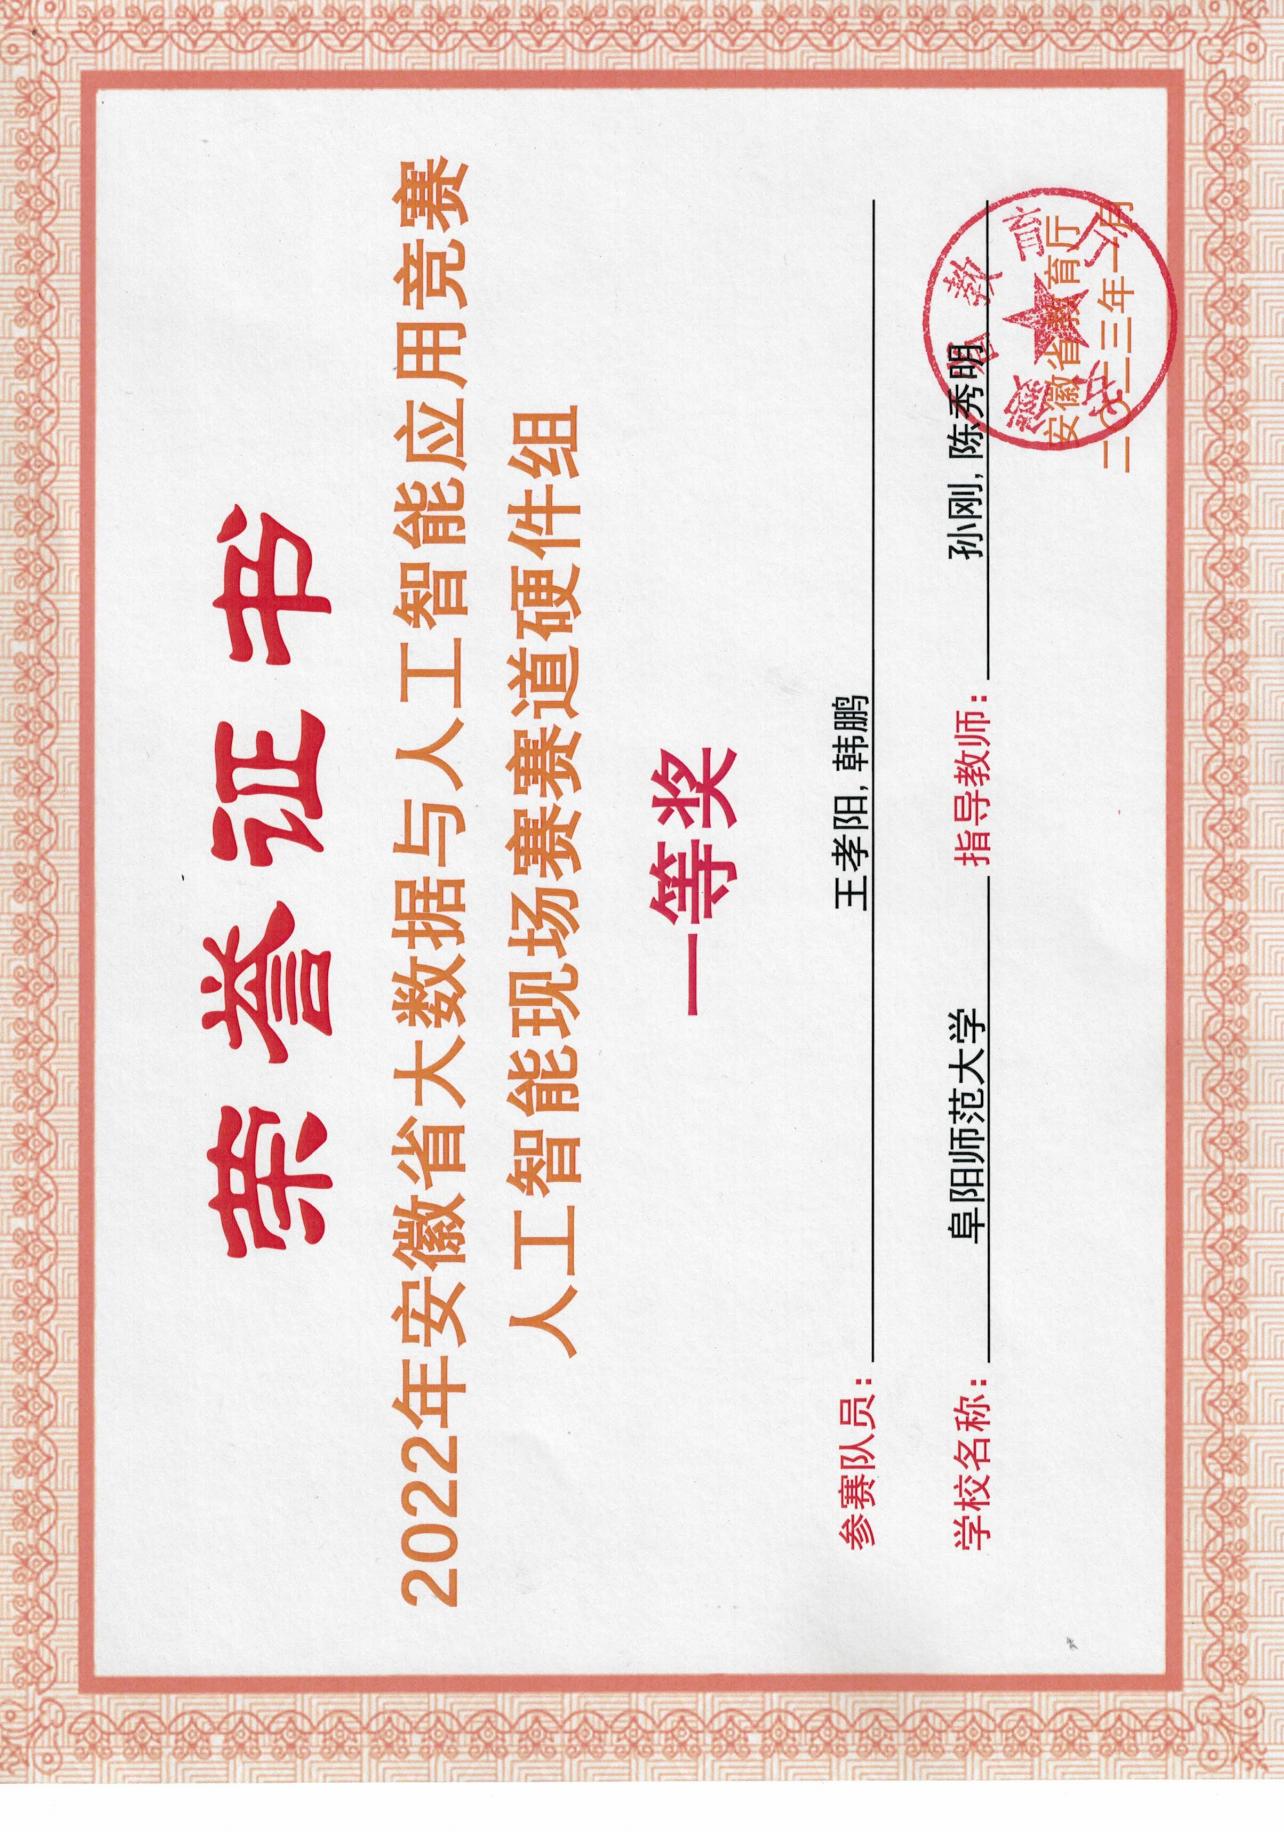 荣誉证书
2022年安徽省大数据与人工智能应用竞赛
人工智能现场赛赛道硬件组
一等奖
参赛队员：王孝阳, 韩鹏
学校名称：阜阳师范大学 指导教师：孙刚, 陈秀明
安徽省教育厅
安徽省教育厅
二〇二三年一月